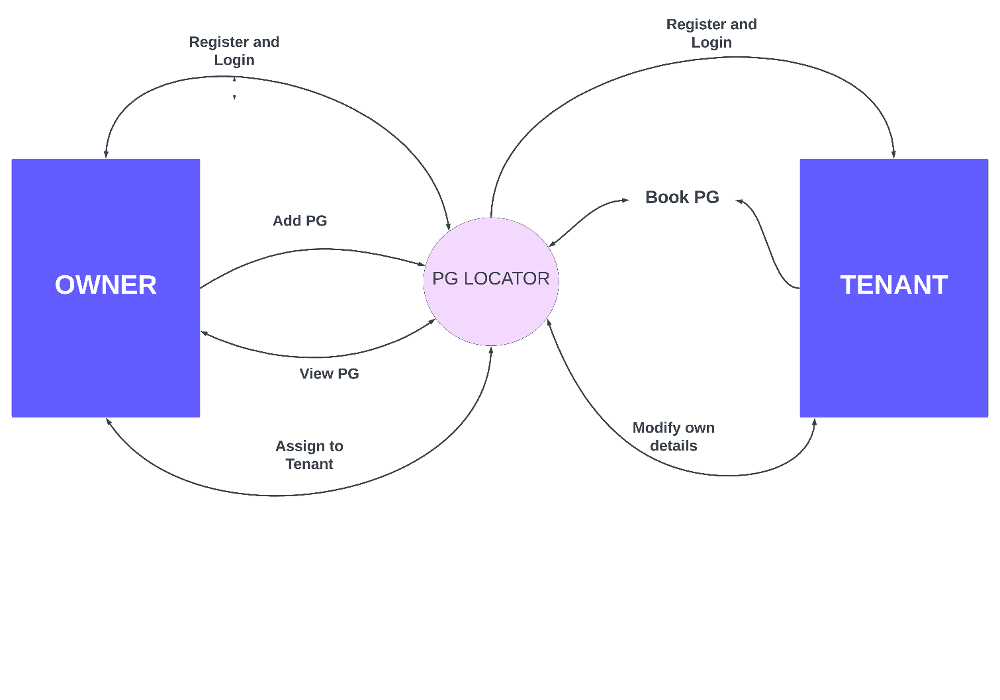 Register and
Login
Register and
Login
Book PG
Add PG
OWNER
PG LOCATOR
TENANT
View PG
Modify own
details
Assign to
Tenant